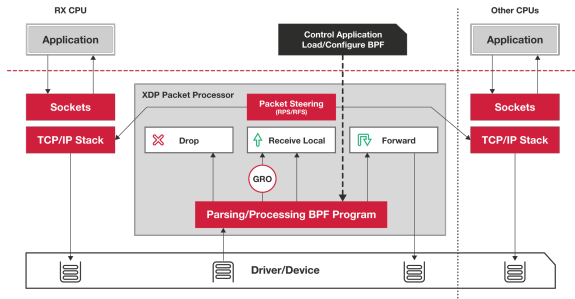 RX CPU
Other CPUs
Application
Control Application
Load/Configure BPF
Application
XDP Packet Processor
Sockets
Packet Steering
(RPS/RFS)
Sockets
TCP/IP Stack
Drop
Receive Local
Forward
TCP/IP Stack
GRO
Parsing/Processing BPF Program
Driver/Device